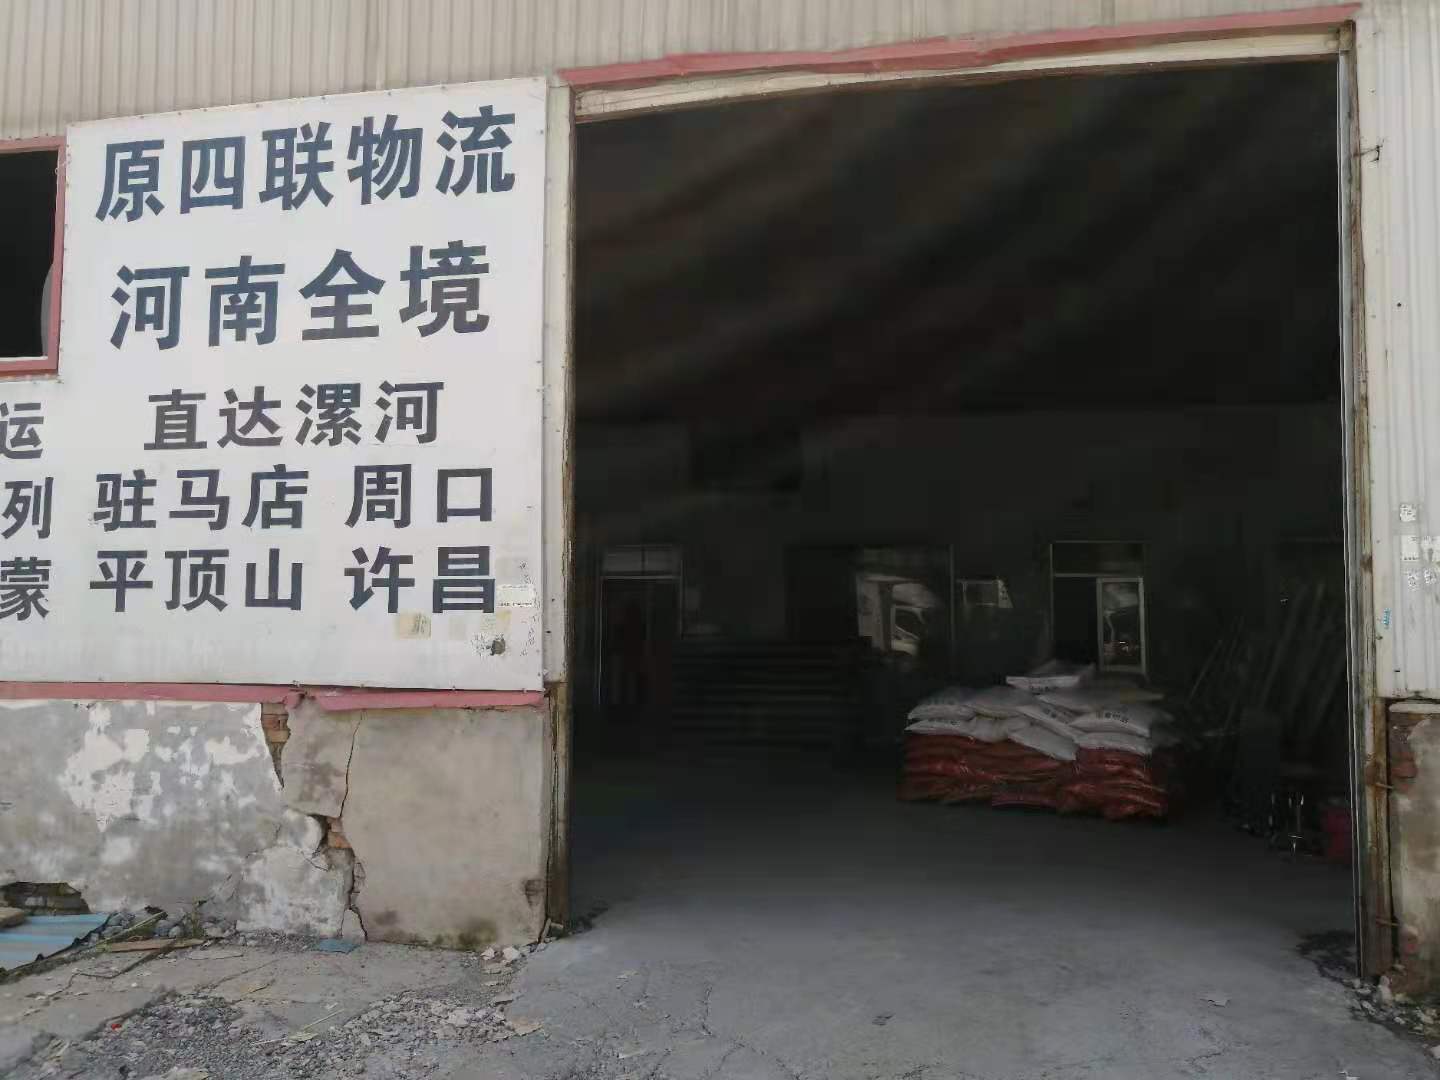 原四联物流
河南全境
直达漯河
驻马店 周口
平顶山 许昌
运
列
蒙